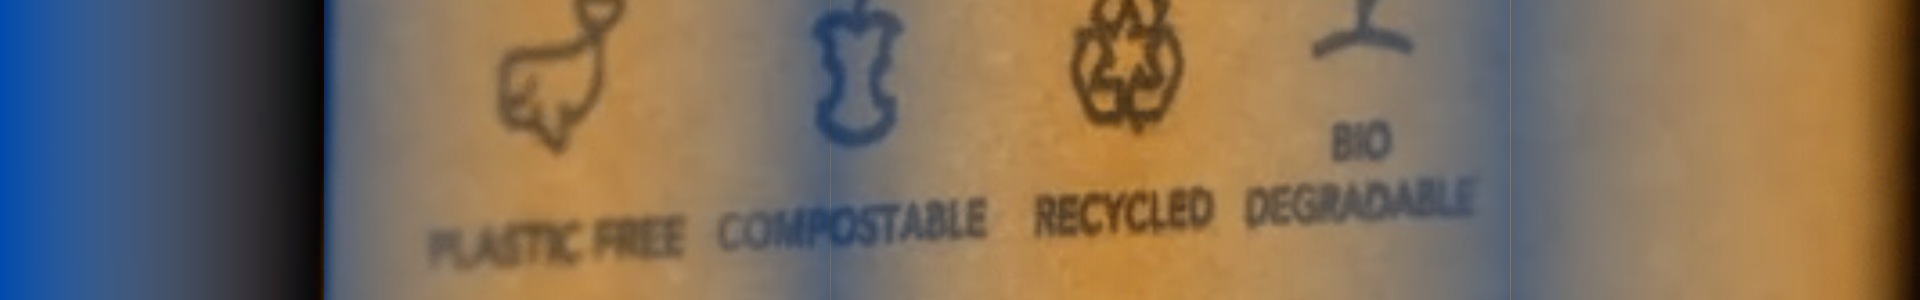 PLASTIC FREE
COMPOSTABLE
RECYCLED
BIO
DEGRADABLE